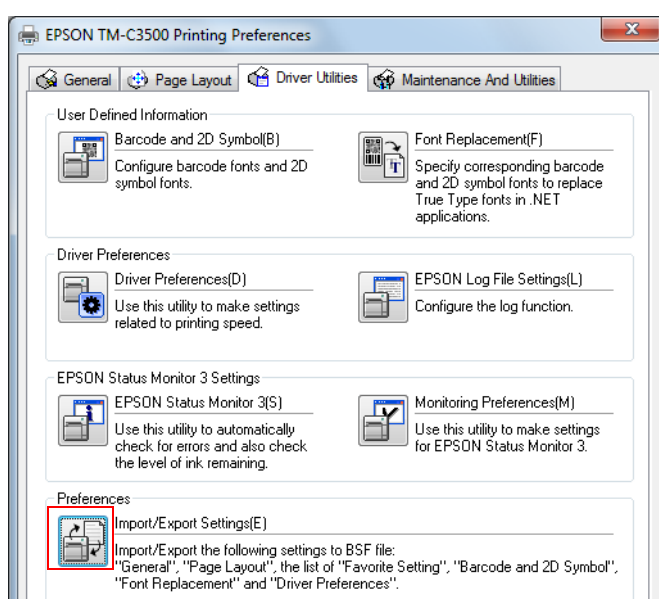 EPSON TM-C3500 Printing Preferences
General Page Layout Driver Utilities Maintenance And Utilities
User Defined Information
Barcode and 2D Symbol(B)
Configure barcode fonts and 2D
symbol fonts.
Font Replacement(F)
Specify corresponding barcode
and 2D symbol fonts to replace
True Type fonts in .NET
applications.
Driver Preferences
Driver Preferences(D)
Use this utility to make settings
related to printing speed.
EPSON Log File Settings(L)
Configure the log function.
EPSON Status Monitor 3 Settings
EPSON Status Monitor 3(S)
Use this utility to automatically
check for errors and also check
the level of ink remaining.
Monitoring Preferences(M)
Use this utility to make settings
for EPSON Status Monitor 3.
Preferences
Import/Export Settings(E)
Import/Export the following settings to BSF file:
"General", "Page Layout", the list of "Favorite Setting", "Barcode and 2D Symbol",
"Font Replacement" and "Driver Preferences".